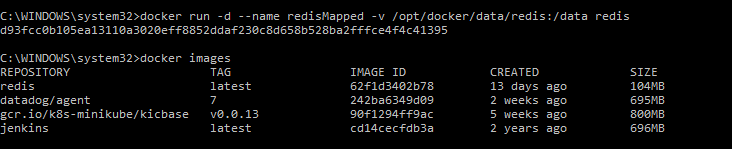 C:\WINDOWS\system32>docker run -d --name redisMapped -v /opt/docker/data/redis:/data redis
d93fcc0b105ea13110a3020eff8852ddaf230c8d658b528ba2fffce4f4c41395
C:\WINDOWS\system32>docker images
REPOSITORY TAG IMAGE ID CREATED SIZE
redis latest 62f1d3402b78 13 days ago 104MB
datadog/agent 7 242ba6349d09 2 weeks ago 695MB
gcr.io/k8s-minikube/kicbase v0.0.13 90f1294ff9ac 5 weeks ago 800MB
jenkins latest cd14cecfdb3a 2 years ago 696MB